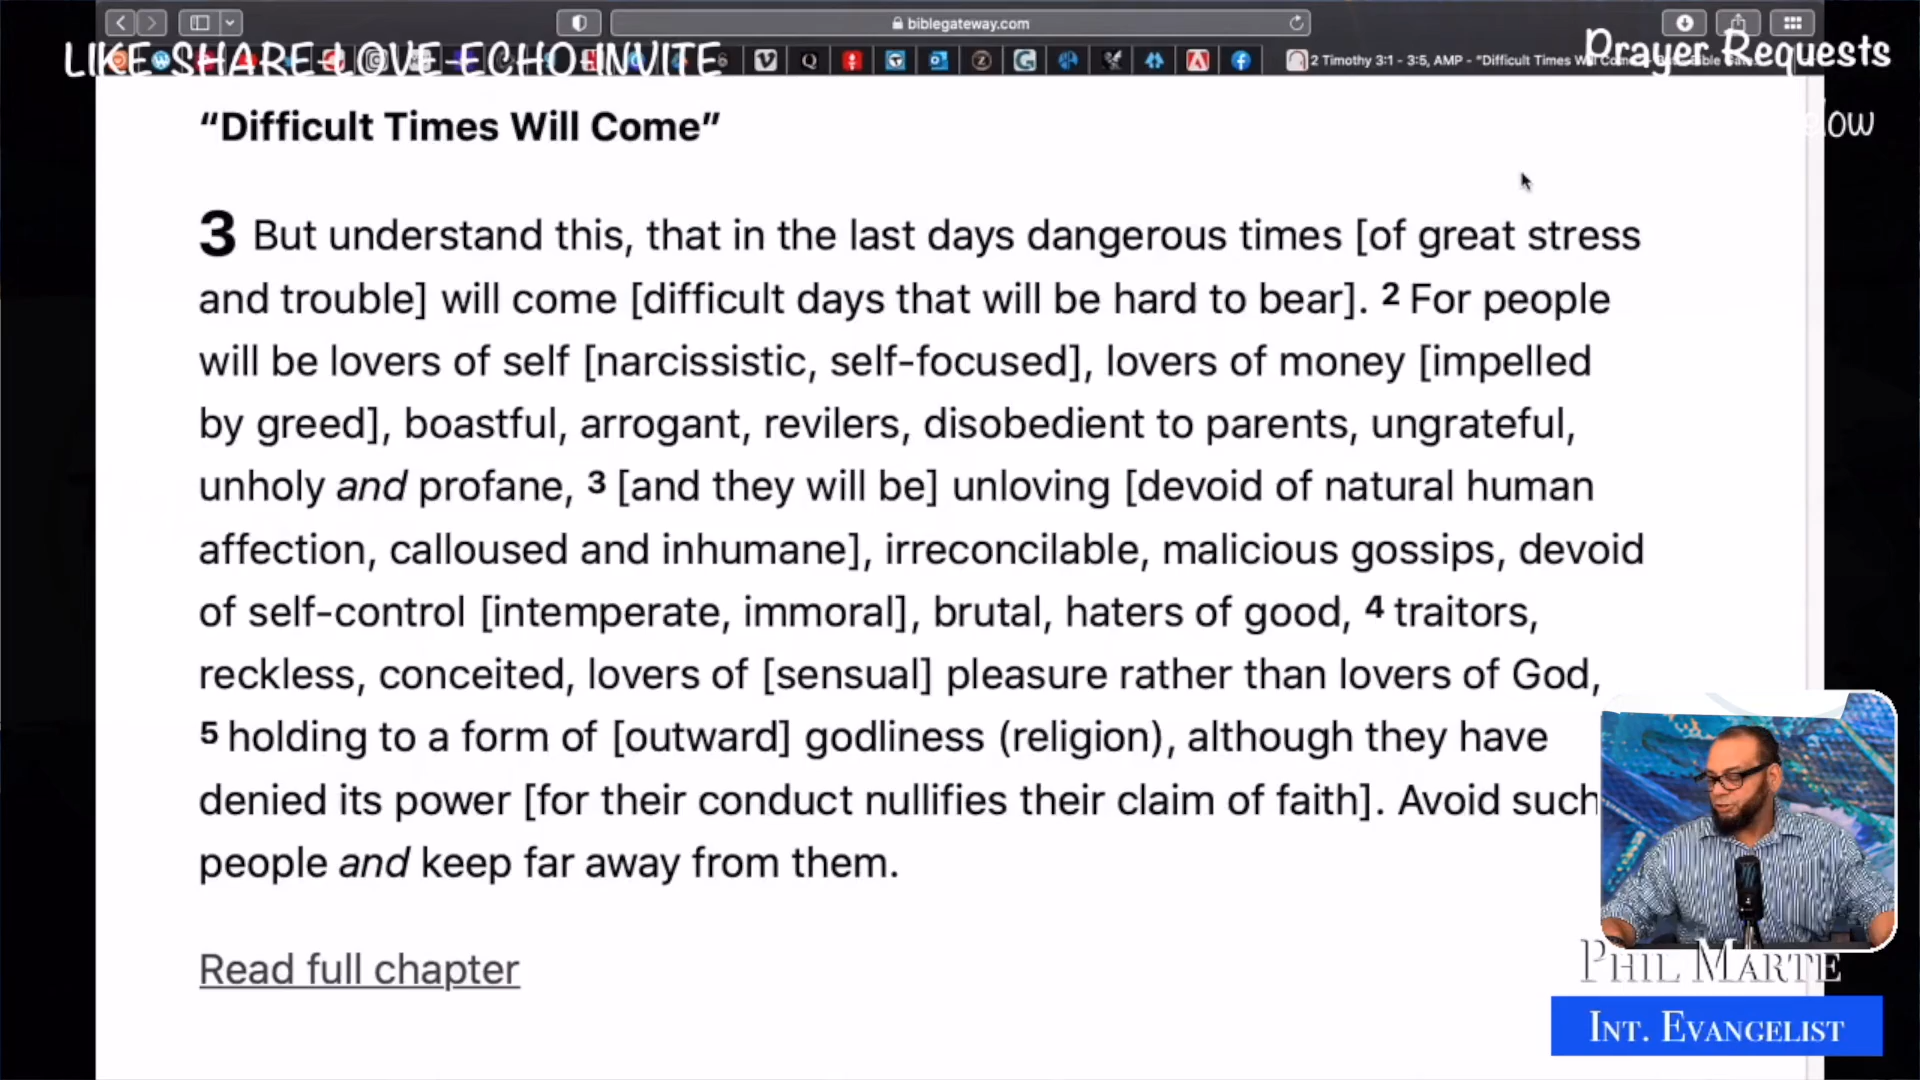 biblegateway.com
LIKE-SHARE-LOVE-ECHO-INVITE
2 Timothy 3:1 - 3:5, AMP - "Difficult Times
Prayer Requests
low
“Difficult Times Will Come”
3 But understand this, that in the last days dangerous times [of great stress
and trouble] will come [difficult days that will be hard to bear]. 2 For people
will be lovers of self [narcissistic, self-focused], lovers of money [impelled
by greed], boastful, arrogant, revilers, disobedient to parents, ungrateful,
unholy and profane, 3 [and they will be] unloving [devoid of natural human
affection, calloused and inhumane], irreconcilable, malicious gossips, devoid
of self-control [intemperate, immoral], brutal, haters of good, 4 traitors,
reckless, conceited, lovers of [sensual] pleasure rather than lovers of God,
5 holding to a form of [outward] godliness (religion), although they have
denied its power [for their conduct nullifies their claim of faith]. Avoid such
people and keep far away from them.
Read full chapter
PHIL MARTE
INT. EVANGELIST